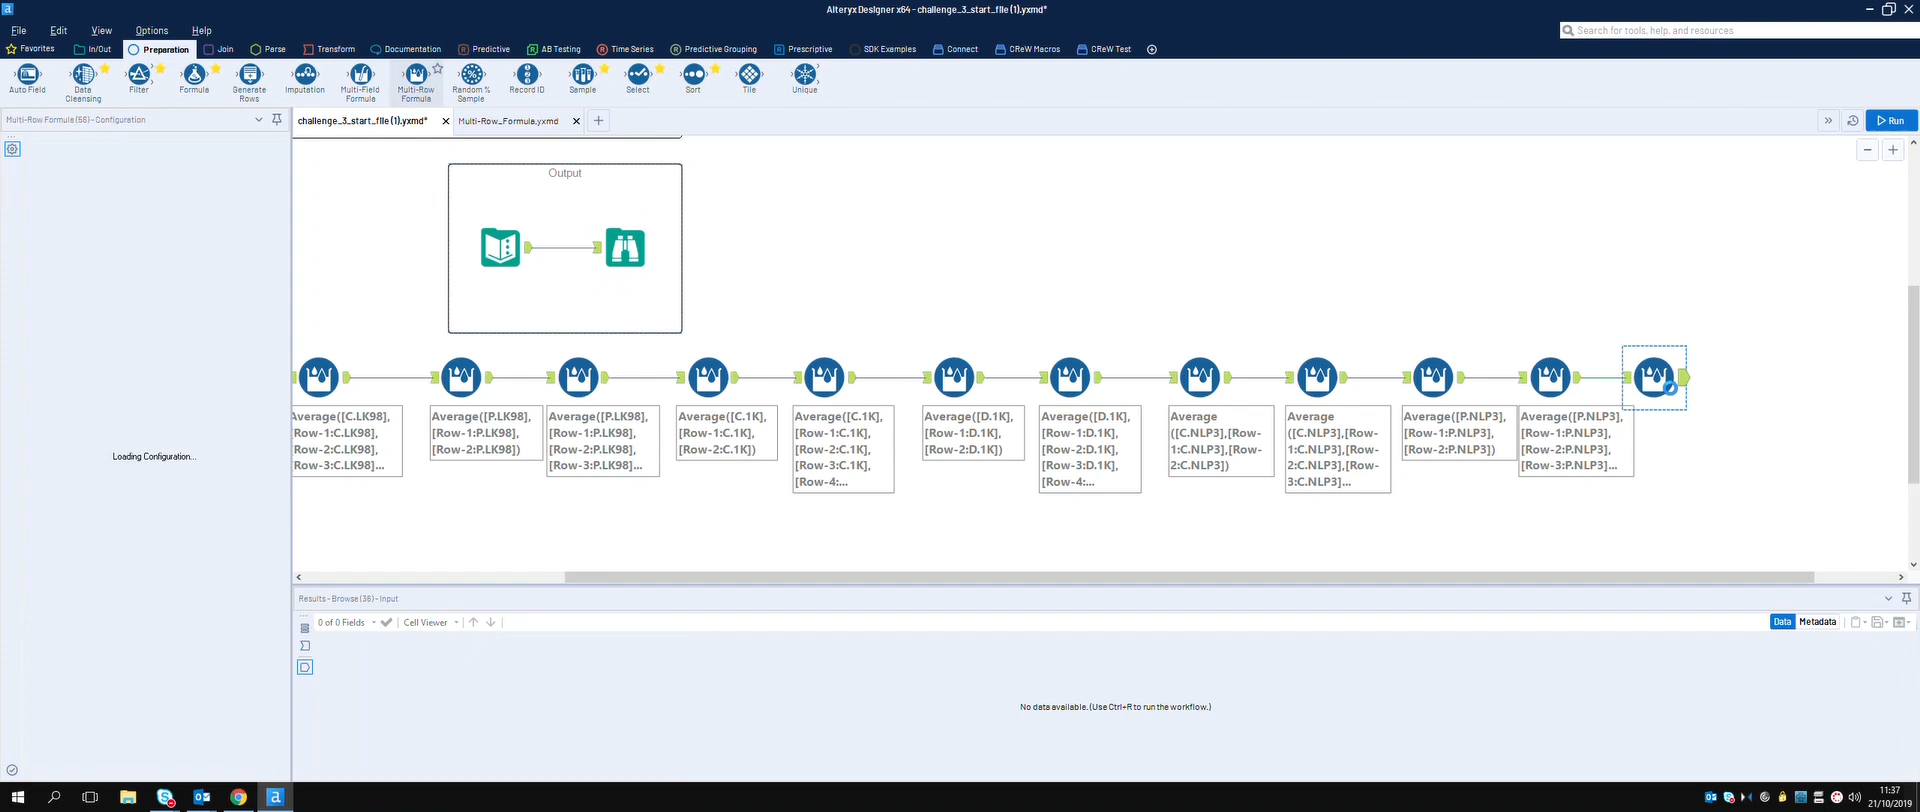 Alteryx Designer x64 - challenge_3_start_file (1).yxmd*
File Edit View Options Help
Search for tools, help, and resources
Favorites In/Out Preparation Join Parse Transform Documentation Predictive AB Testing Time Series Predictive Grouping Prescriptive SDK Examples Connect CReW Macros CReW Test
Auto Field
Data Cleansing
Filter
Formula
Generate Rows
Imputation
Multi-Field Formula
Multi-Row Formula
Random % Sample
Record ID
Sample
Select
Sort
Tile
Unique
Multi-Row Formula (56) - Configuration
challenge_3_start_file (1).yxmd*
Multi-Row_Formula.yxmd
Run
Loading Configuration...
Output
Average([C.LK98],
[Row-1:C.LK98],
[Row-2:C.LK98],
[Row-3:C.LK98]...
Average([P.LK98],
[Row-1:P.LK98],
[Row-2:P.LK98])
Average([P.LK98],
[Row-1:P.LK98],
[Row-2:P.LK98],
[Row-3:P.LK98]...
Average([C.1K],
[Row-1:C.1K],
[Row-2:C.1K])
Average([C.1K],
[Row-1:C.1K],
[Row-2:C.1K],
[Row-3:C.1K],
[Row-4:...
Average([D.1K],
[Row-1:D.1K],
[Row-2:D.1K])
Average([D.1K],
[Row-1:D.1K],
[Row-2:D.1K],
[Row-3:D.1K],
[Row-4:...
Average
([C.NLP3],[Row-
1:C.NLP3],[Row-
2:C.NLP3])
Average
([C.NLP3],[Row-
1:C.NLP3],[Row-
2:C.NLP3],[Row-
3:C.NLP3]...
Average([P.NLP3],
[Row-1:P.NLP3],
[Row-2:P.NLP3])
Average([P.NLP3],
[Row-1:P.NLP3],
[Row-2:P.NLP3],
[Row-3:P.NLP3]...
Results - Browse (36) - Input
0 of 0 Fields Cell Viewer
Data Metadata
No data available. (Use Ctrl+R to run the workflow.)
11:37
21/10/2019